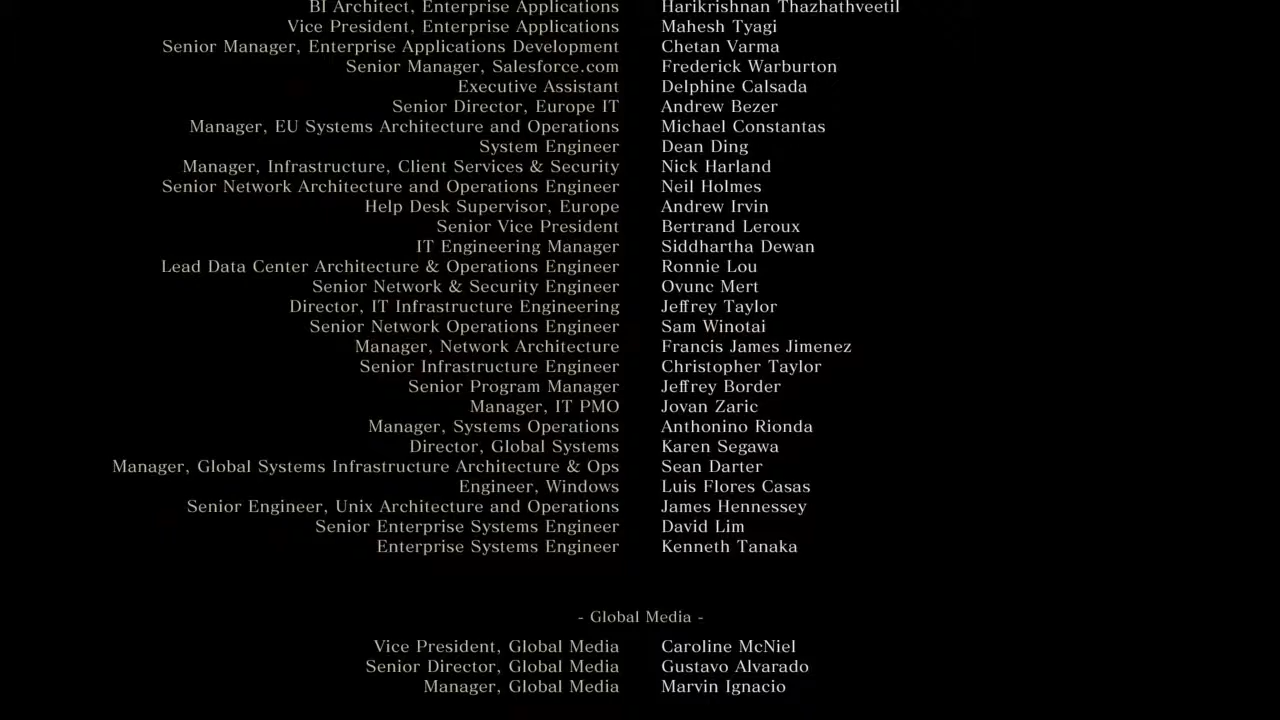 BI Architect, Enterprise Applications Harikrishnan Thazhathveetil
Vice President, Enterprise Applications Mahesh Tyagi
Senior Manager, Enterprise Applications Development Chetan Varma
Senior Manager, Salesforce.com Frederick Warburton
Executive Assistant Delphine Calsada
Senior Director, Europe IT Andrew Bezer
Manager, EU Systems Architecture and Operations Michael Constantas
System Engineer Dean Ding
Manager, Infrastructure, Client Services & Security Nick Harland
Senior Network Architecture and Operations Engineer Neil Holmes
Help Desk Supervisor, Europe Andrew Irvin
Senior Vice President Bertrand Leroux
IT Engineering Manager Siddhartha Dewan
Lead Data Center Architecture & Operations Engineer Ronnie Lou
Senior Network & Security Engineer Ovunc Mert
Director, IT Infrastructure Engineering Jeffrey Taylor
Senior Network Operations Engineer Sam Winotai
Manager, Network Architecture Francis James Jimenez
Senior Infrastructure Engineer Christopher Taylor
Senior Program Manager Jeffrey Border
Manager, IT PMO Jovan Zaric
Manager, Systems Operations Anthonino Rionda
Director, Global Systems Karen Segawa
Manager, Global Systems Infrastructure Architecture & Ops Sean Darter
Engineer, Windows Luis Flores Casas
Senior Engineer, Unix Architecture and Operations James Hennessey
Senior Enterprise Systems Engineer David Lim
Enterprise Systems Engineer Kenneth Tanaka
- Global Media -
Vice President, Global Media Caroline McNiel
Senior Director, Global Media Gustavo Alvarado
Manager, Global Media Marvin Ignacio